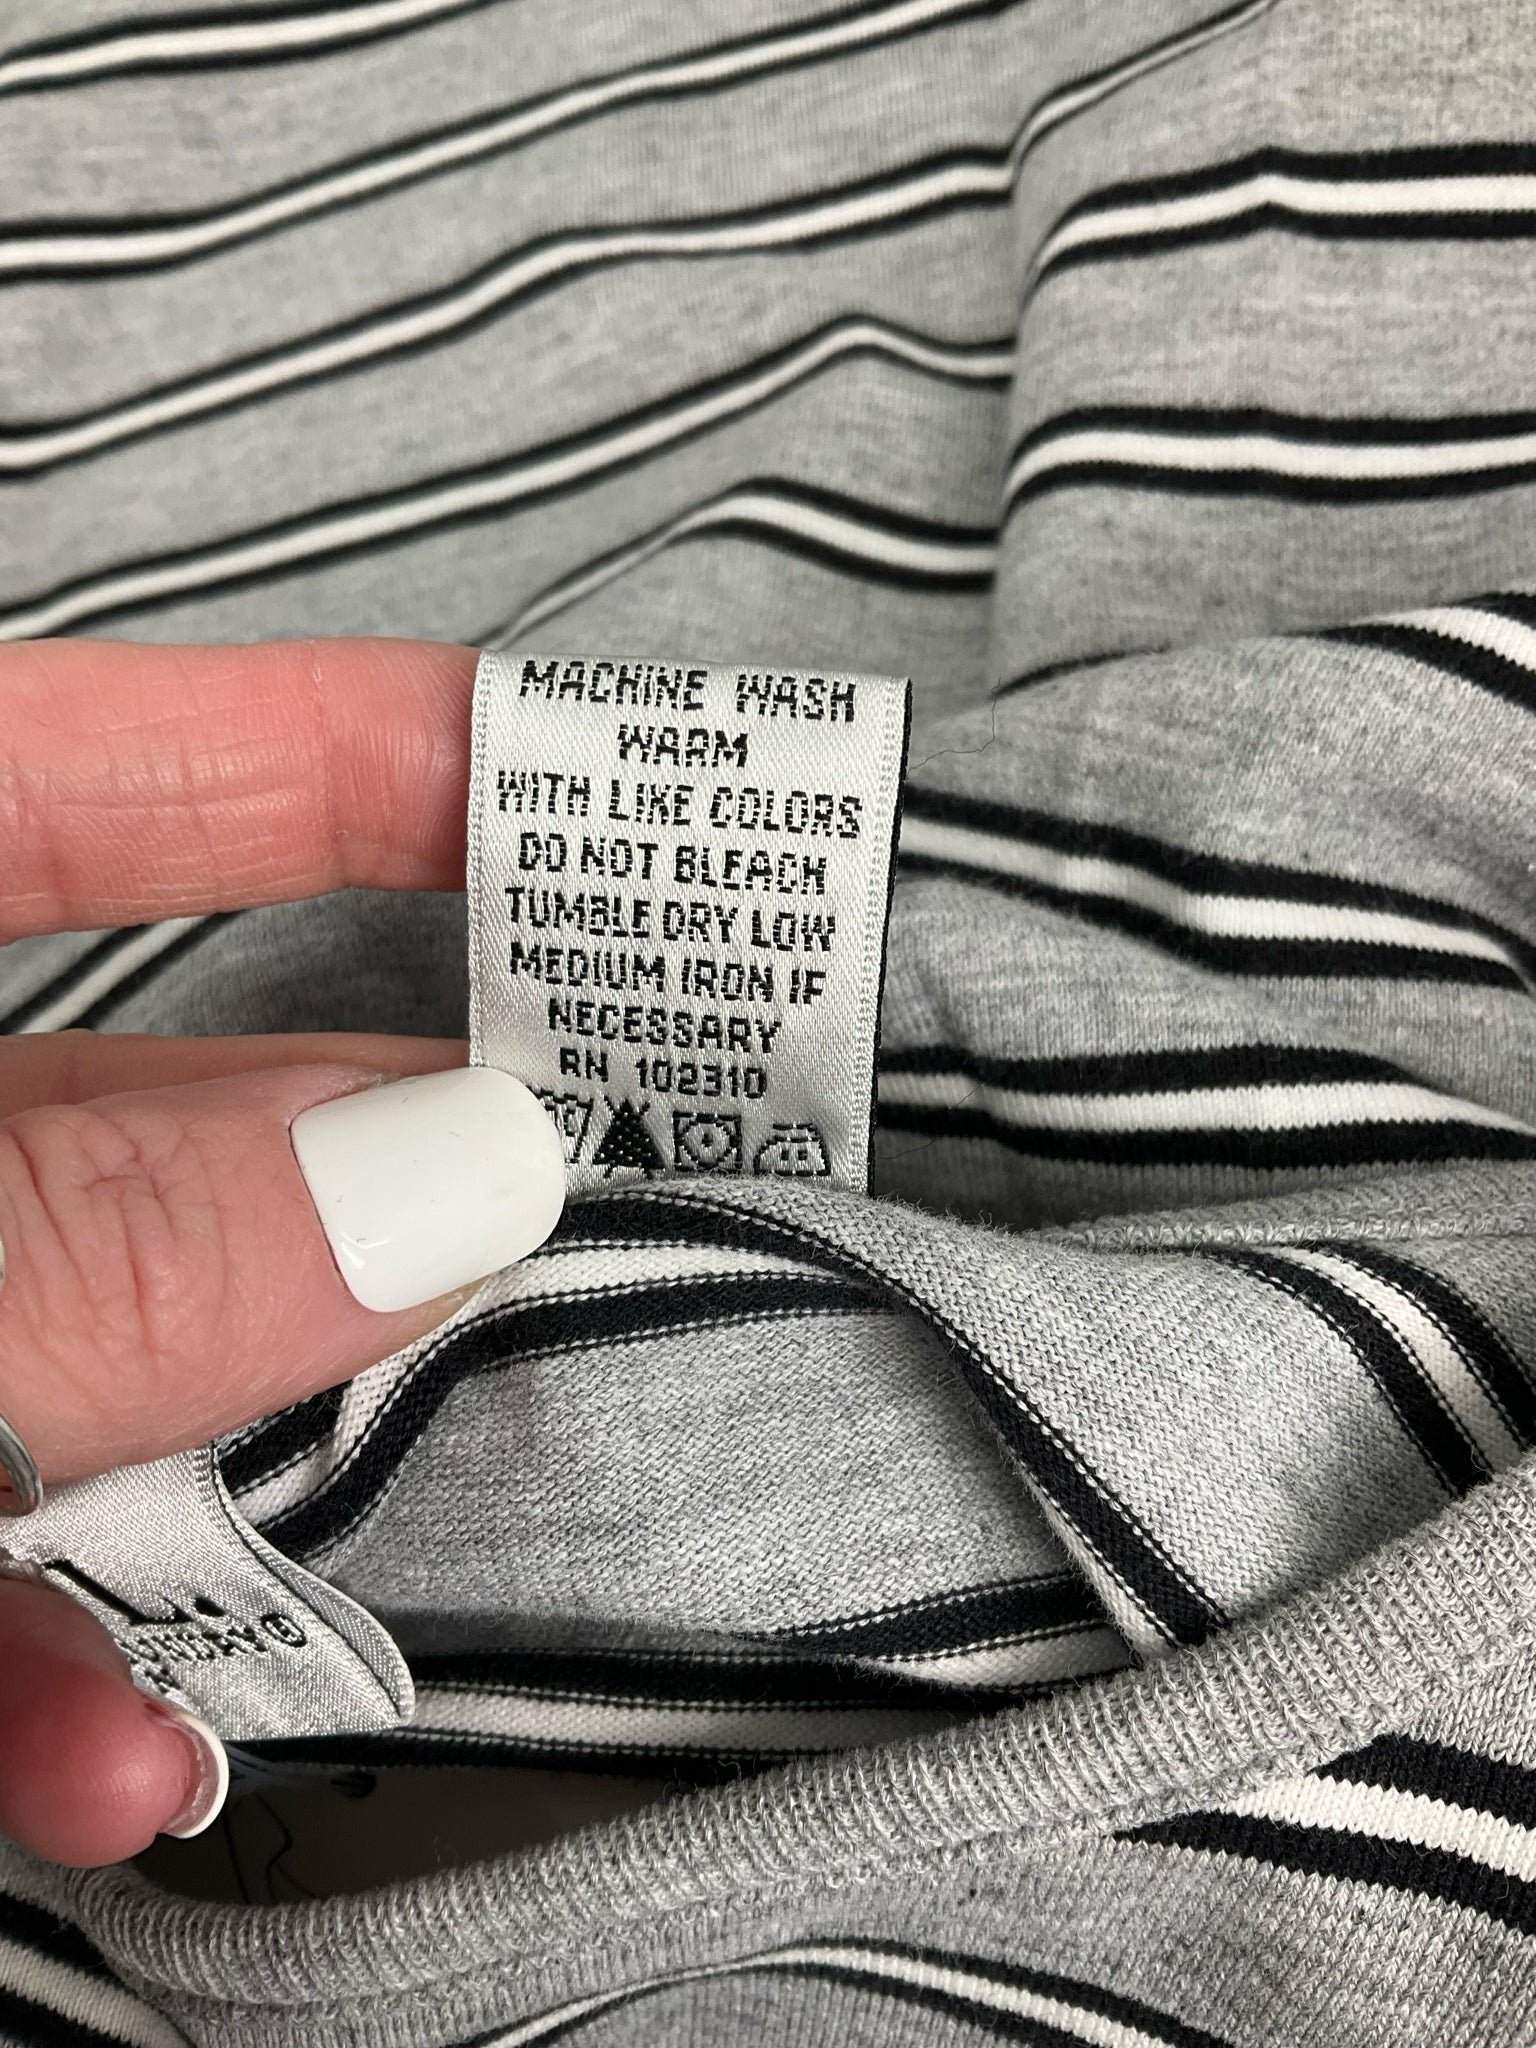 MACHINE WASH
WARM
WITH LIKE COLORS
DO NOT BLEACH
TUMBLE DRY LOW
MEDIUM IRON IF
NECESSARY
RN 102310
L.